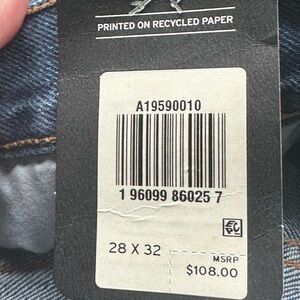 PRINTED ON RECYCLED PAPER
A19590010
1 96099 86025 7
28 X 32
MSRP
$108.00